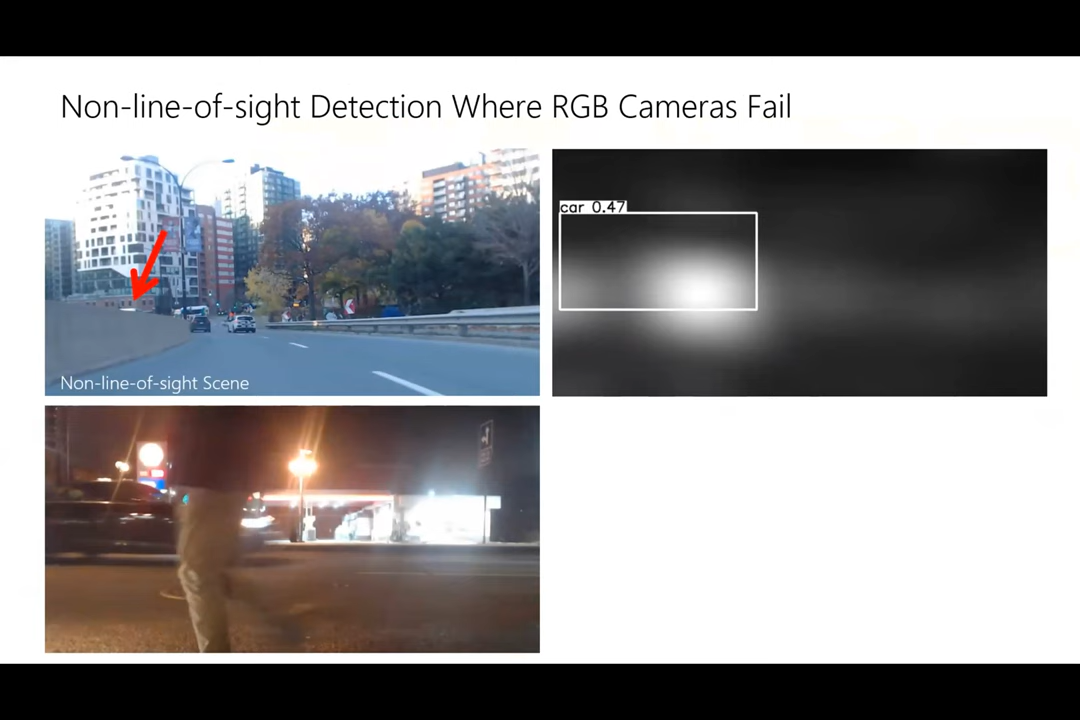 Non-line-of-sight Detection Where RGB Cameras Fail
car 0.47
Non-line-of-sight Scene